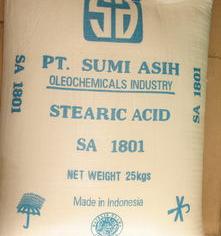 SA
PT. SUMI ASIH
OLEOCHEMICALS INDUSTRY
STEARIC ACID
SA 1801
NET WEIGHT 25kgs
Made in Indonesia
SA 1801
SA 1801